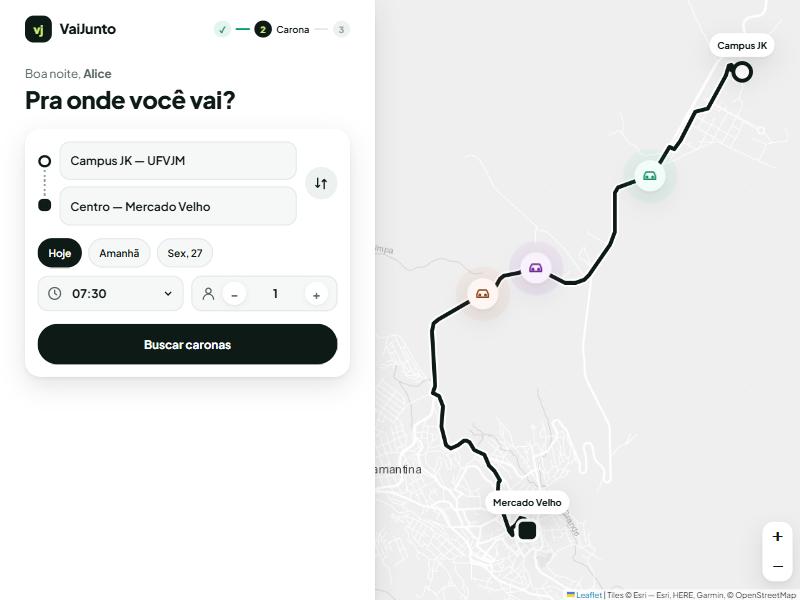 vj VaiJunto
✓ 2 Carona 3
Boa noite, Alice
Pra onde você vai?
Campus JK — UFVJM
Centro — Mercado Velho
Hoje Amanhã Sex, 27
07:30 − 1 +
Buscar caronas
Campus JK
impa
amantina
Mercado Velho
Grande
+
−
Leaflet | Tiles © Esri — Esri, HERE, Garmin, © OpenStreetMap